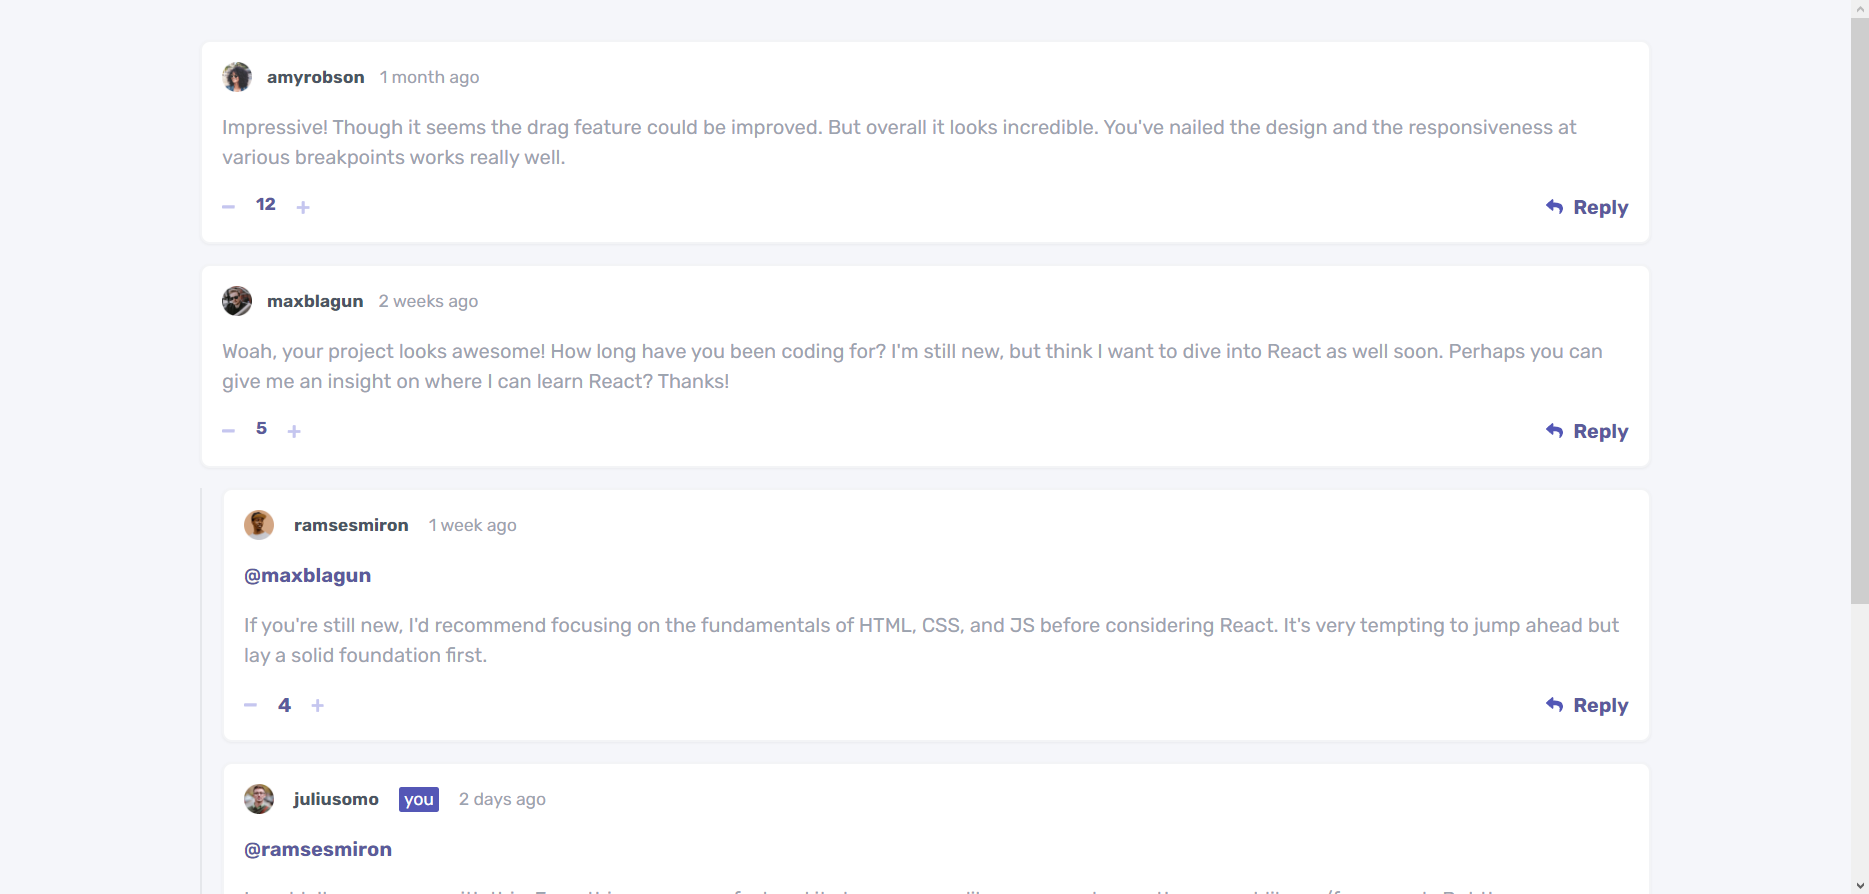 amyrobson 1 month ago
Impressive! Though it seems the drag feature could be improved. But overall it looks incredible. You've nailed the design and the responsiveness at
various breakpoints works really well.
12 Reply
maxblagun 2 weeks ago
Woah, your project looks awesome! How long have you been coding for? I'm still new, but think I want to dive into React as well soon. Perhaps you can
give me an insight on where I can learn React? Thanks!
5 Reply
ramsesmiron 1 week ago
@maxblagun
If you're still new, I'd recommend focusing on the fundamentals of HTML, CSS, and JS before considering React. It's very tempting to jump ahead but
lay a solid foundation first.
4 Reply
juliusomo you 2 days ago
@ramsesmiron